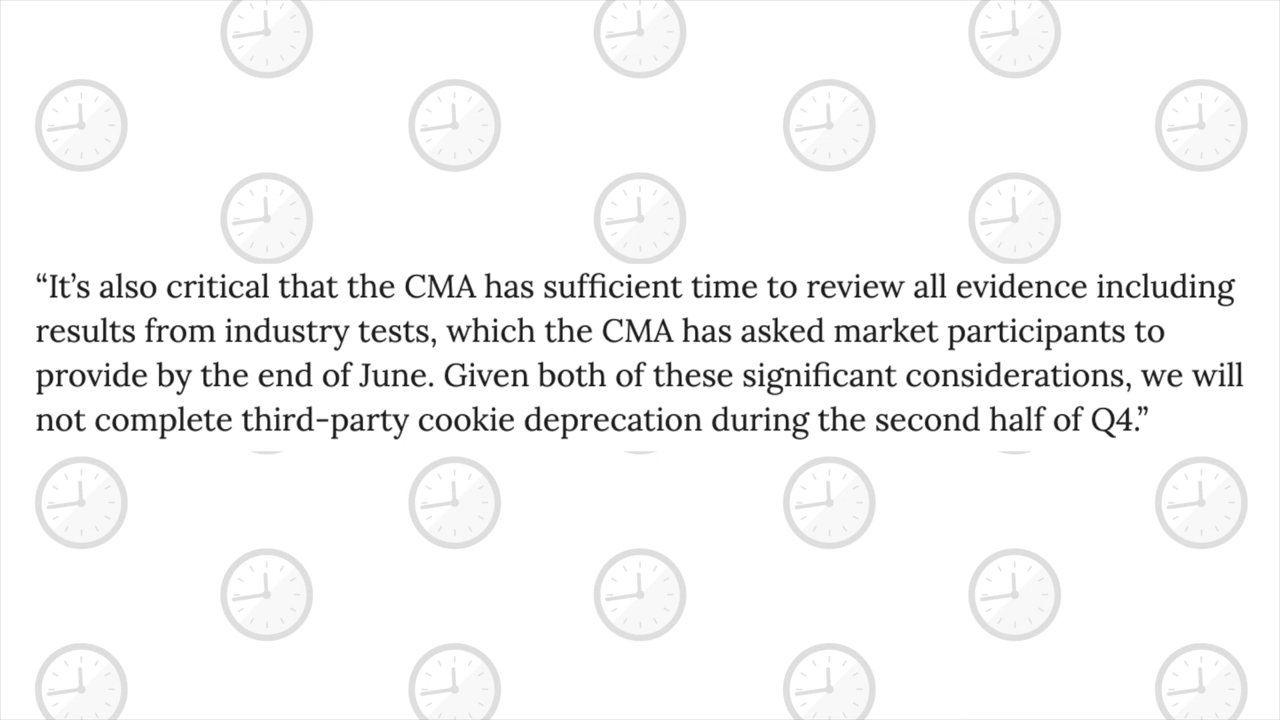 “It’s also critical that the CMA has sufficient time to review all evidence including
results from industry tests, which the CMA has asked market participants to
provide by the end of June. Given both of these significant considerations, we will
not complete third-party cookie deprecation during the second half of Q4.”